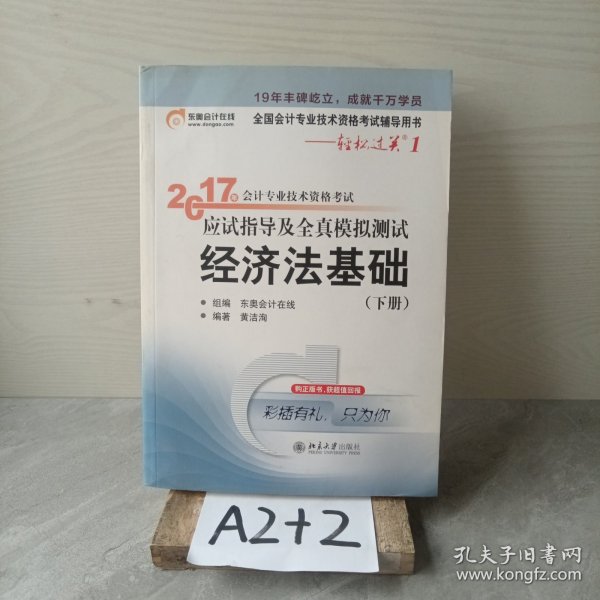 19年丰碑屹立，成就千万学员
东奥会计在线
www.dongao.com
全国会计专业技术资格考试辅导用书
——轻松过关®1
2017年会计专业技术资格考试
应试指导及全真模拟测试
经济法基础
（下册）
● 组编 东奥会计在线
● 编著 黄洁洵
购正版书，获超值回报
彩插有礼，只为你
北京大学出版社
A2+2
孔夫子旧书网
www.kongfz.com